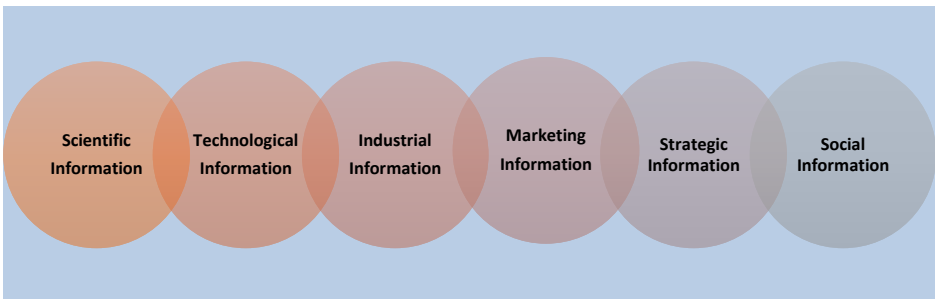 Scientific
Information
Technological
Information
Industrial
Information
Marketing
Information
Strategic
Information
Social
Information